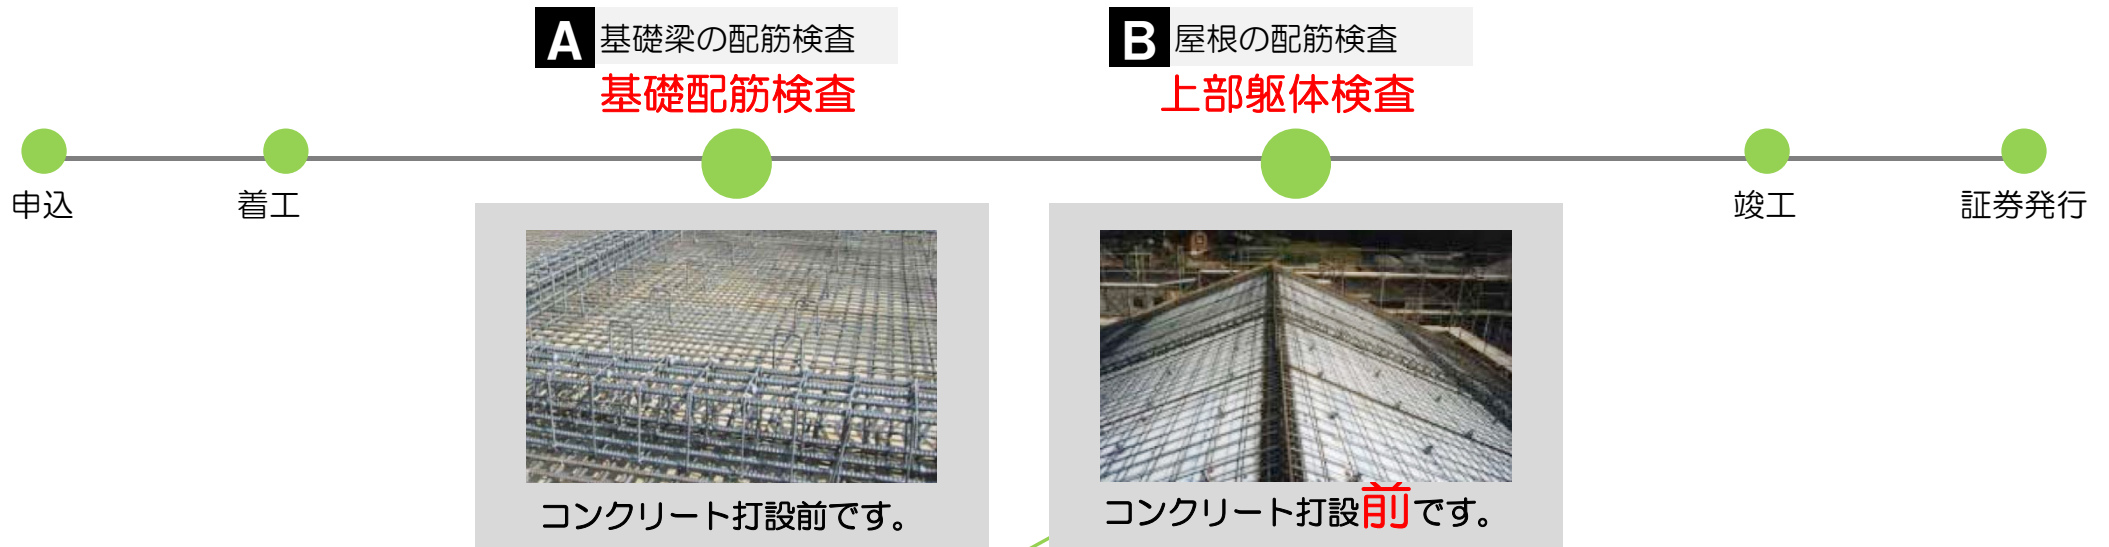 A 基礎梁の配筋検査
基礎配筋検査
B 屋根の配筋検査
上部躯体検査
申込
着工
竣工
証券発行
コンクリート打設前です。
コンクリート打設前です。